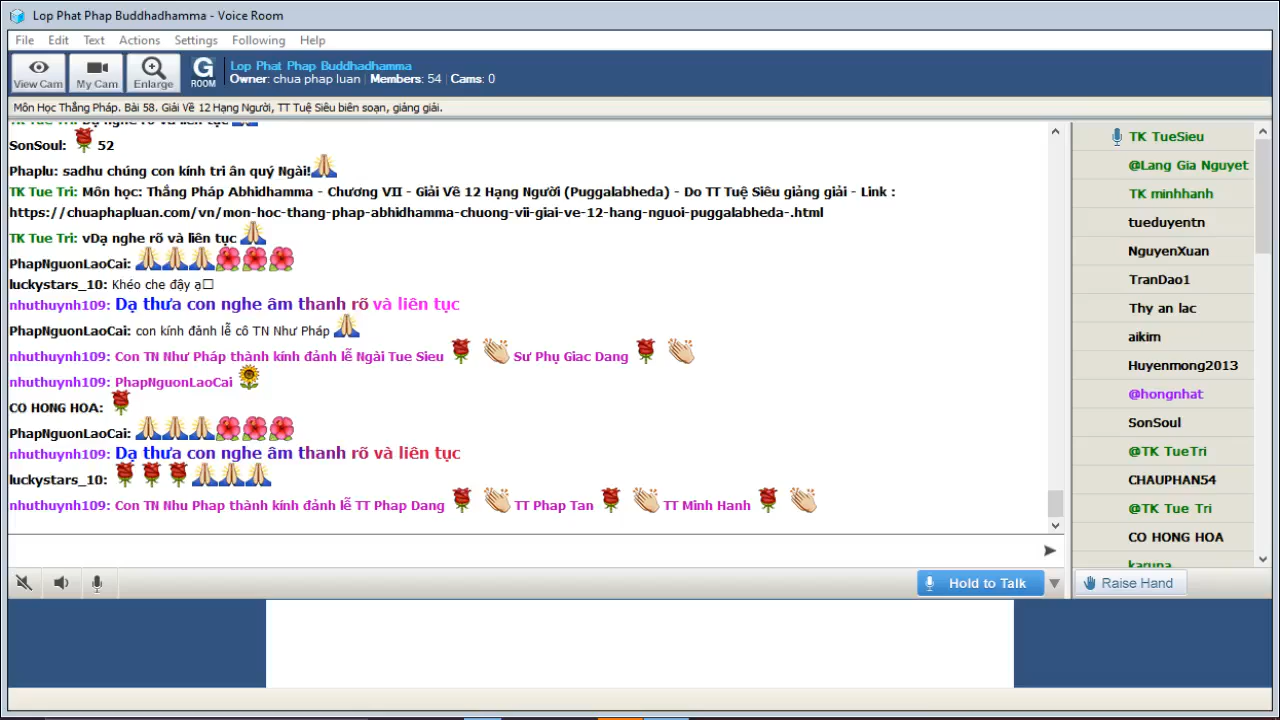 Lop Phat Phap Buddhadhamma - Voice Room
File Edit Text Actions Settings Following Help
View Cam My Cam Enlarge G ROOM
Lop Phat Phap Buddhadhamma
Owner: chua phap luan | Members: 54 | Cams: 0
Môn Học Thắng Pháp. Bài 58. Giải Về 12 Hạng Người, TT Tuệ Siêu biên soạn, giảng giải.
TK Tue Tri: Dạ nghe rõ và liên tục
SonSoul: 52
Phaplu: sadhu chúng con kính tri ân quý Ngài!
TK Tue Tri: Môn học: Thắng Pháp Abhidhamma - Chương VII - Giải Về 12 Hạng Người (Puggalabheda) - Do TT Tuệ Siêu giảng giải - Link :
https://chuaphapluan.com/vn/mon-hoc-thang-phap-abhidhamma-chuong-vii-giai-ve-12-hang-nguoi-puggalabheda-.html
TK Tue Tri: vDạ nghe rõ và liên tục
PhapNguonLaoCai:
luckystars_10: Khéo che đậy ạ
nhuthuynh109: Dạ thưa con nghe âm thanh rõ và liên tục
PhapNguonLaoCai: con kính đảnh lễ cô TN Như Pháp
nhuthuynh109: Con TN Như Pháp thành kính đảnh lễ Ngài Tue Sieu Sư Phụ Giac Dang
nhuthuynh109: PhapNguonLaoCai
CO HONG HOA:
PhapNguonLaoCai:
nhuthuynh109: Dạ thưa con nghe âm thanh rõ và liên tục
luckystars_10:
nhuthuynh109: Con TN Nhu Phap thành kính đảnh lễ TT Phap Dang TT Phap Tan TT Minh Hanh
TK TueSieu
@Lang Gia Nguyet
TK minhhanh
tueduyentn
NguyenXuan
TranDao1
Thy an lac
aikim
Huyenmong2013
@hongnhat
SonSoul
@TK TueTri
CHAUPHAN54
@TK Tue Tri
CO HONG HOA
karuna
Hold to Talk
Raise Hand